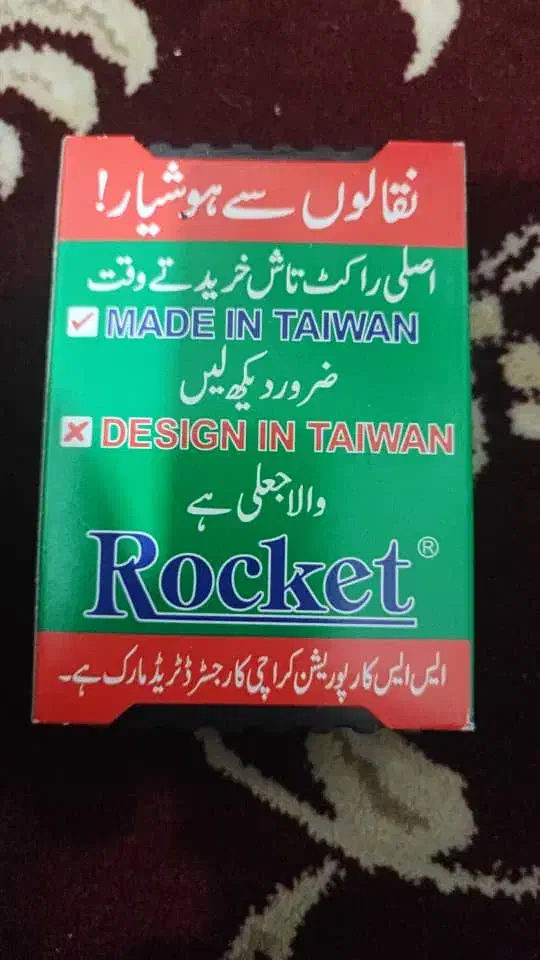 نقالوں سے ہوشیار!
اصلی راکٹ تاش خریدتے وقت
MADE IN TAIWAN
ضرور دیکھ لیں
DESIGN IN TAIWAN
والا جعلی ہے
Rocket®
ایس ایس کارپوریشن کراچی کا رجسٹرڈ ٹریڈ مارک ہے۔